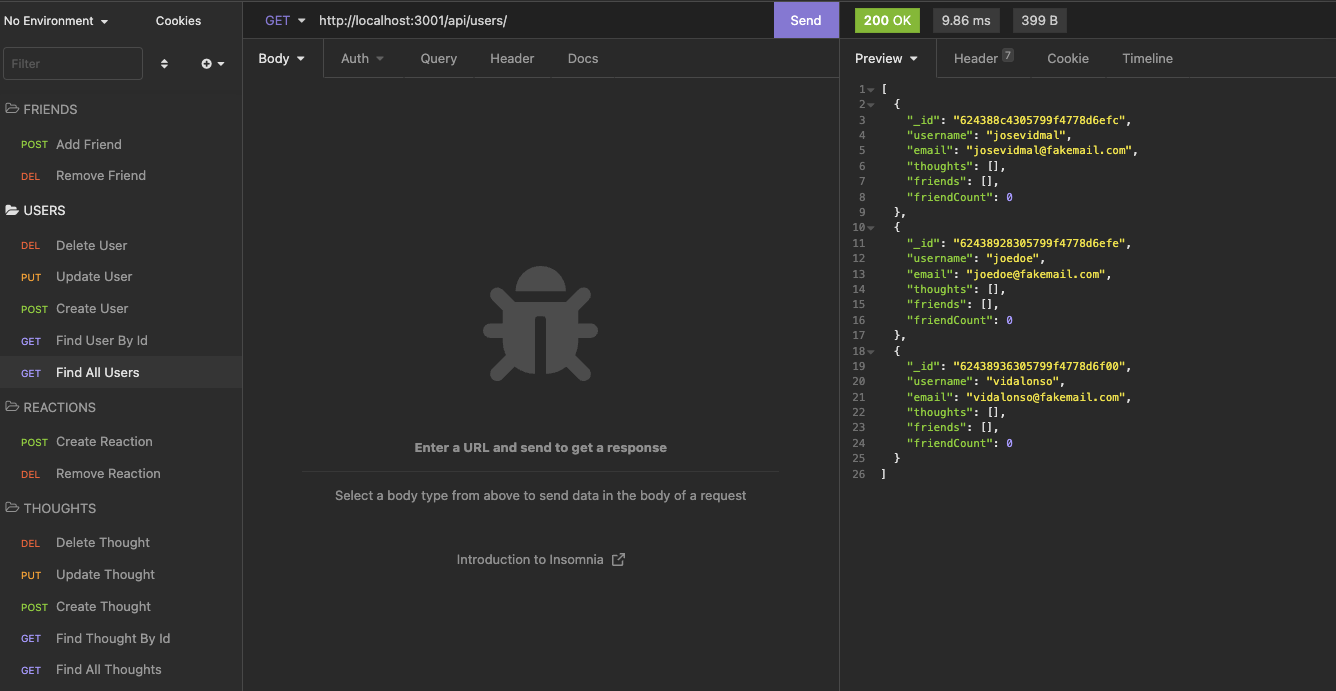 No Environment
Cookies
Filter
FRIENDS
POST Add Friend
DEL Remove Friend
USERS
DEL Delete User
PUT Update User
POST Create User
GET Find User By Id
GET Find All Users
REACTIONS
POST Create Reaction
DEL Remove Reaction
THOUGHTS
DEL Delete Thought
PUT Update Thought
POST Create Thought
GET Find Thought By Id
GET Find All Thoughts
GET http://localhost:3001/api/users/ Send
Body Auth Query Header Docs
Enter a URL and send to get a response
Select a body type from above to send data in the body of a request
Introduction to Insomnia
200 OK 9.86 ms 399 B
Preview Header 7 Cookie Timeline
1 [
2 {
3 "_id": "624388c4305799f4778d6efc",
4 "username": "josevidmal",
5 "email": "josevidmal@fakemail.com",
6 "thoughts": [],
7 "friends": [],
8 "friendCount": 0
9 },
10 {
11 "_id": "62438928305799f4778d6efe",
12 "username": "joedoe",
13 "email": "joedoe@fakemail.com",
14 "thoughts": [],
15 "friends": [],
16 "friendCount": 0
17 },
18 {
19 "_id": "62438936305799f4778d6f00",
20 "username": "vidalonso",
21 "email": "vidalonso@fakemail.com",
22 "thoughts": [],
23 "friends": [],
24 "friendCount": 0
25 }
26 ]